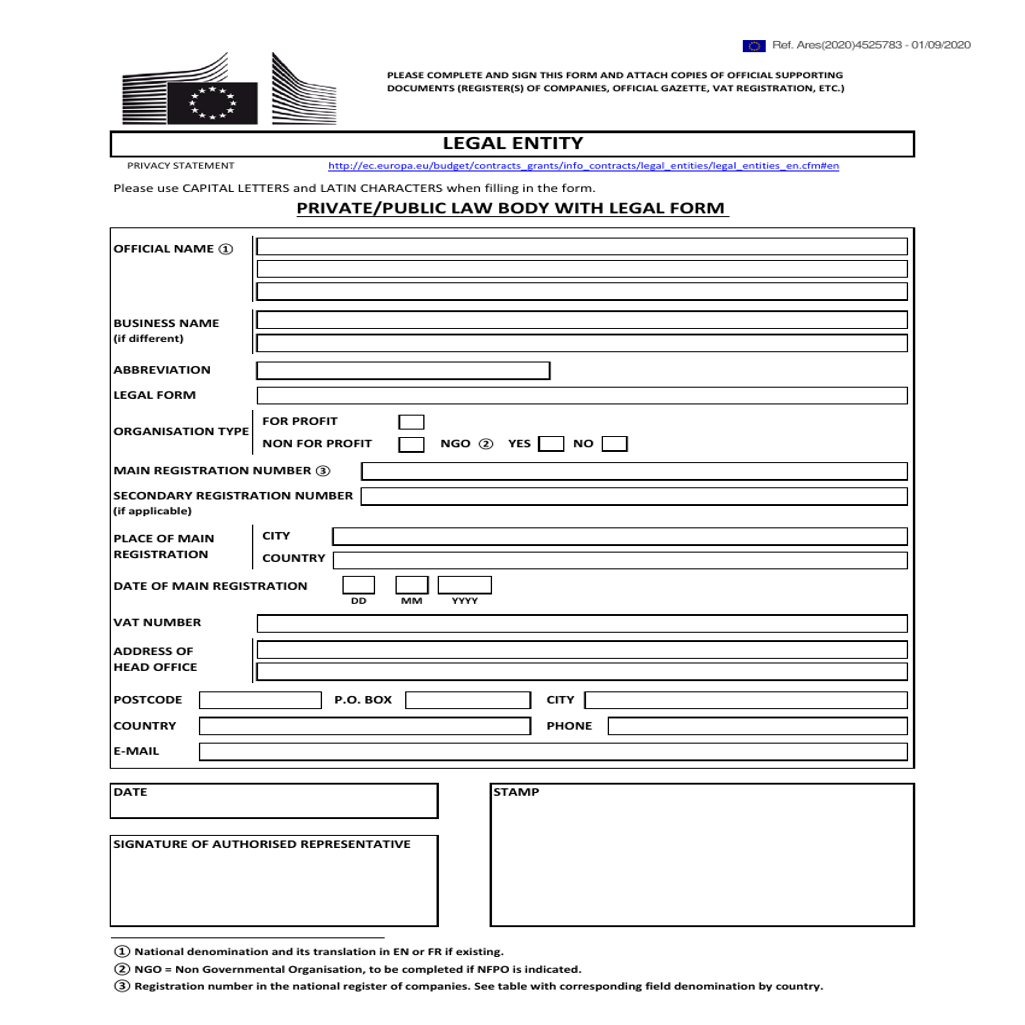 Ref. Ares(2020)4525783 - 01/09/2020
PLEASE COMPLETE AND SIGN THIS FORM AND ATTACH COPIES OF OFFICIAL SUPPORTING
DOCUMENTS (REGISTER(S) OF COMPANIES, OFFICIAL GAZETTE, VAT REGISTRATION, ETC.)
LEGAL ENTITY
PRIVACY STATEMENT http://ec.europa.eu/budget/contracts_grants/info_contracts/legal_entities/legal_entities_en.cfm#en
Please use CAPITAL LETTERS and LATIN CHARACTERS when filling in the form.
PRIVATE/PUBLIC LAW BODY WITH LEGAL FORM
OFFICIAL NAME ①
BUSINESS NAME
(if different)
ABBREVIATION
LEGAL FORM
ORGANISATION TYPE
FOR PROFIT
NON FOR PROFIT NGO ② YES NO
MAIN REGISTRATION NUMBER ③
SECONDARY REGISTRATION NUMBER
(if applicable)
PLACE OF MAIN
REGISTRATION
CITY
COUNTRY
DATE OF MAIN REGISTRATION
DD MM YYYY
VAT NUMBER
ADDRESS OF
HEAD OFFICE
POSTCODE P.O. BOX CITY
COUNTRY PHONE
E-MAIL
DATE
STAMP
SIGNATURE OF AUTHORISED REPRESENTATIVE
① National denomination and its translation in EN or FR if existing.
② NGO = Non Governmental Organisation, to be completed if NFPO is indicated.
③ Registration number in the national register of companies. See table with corresponding field denomination by country.